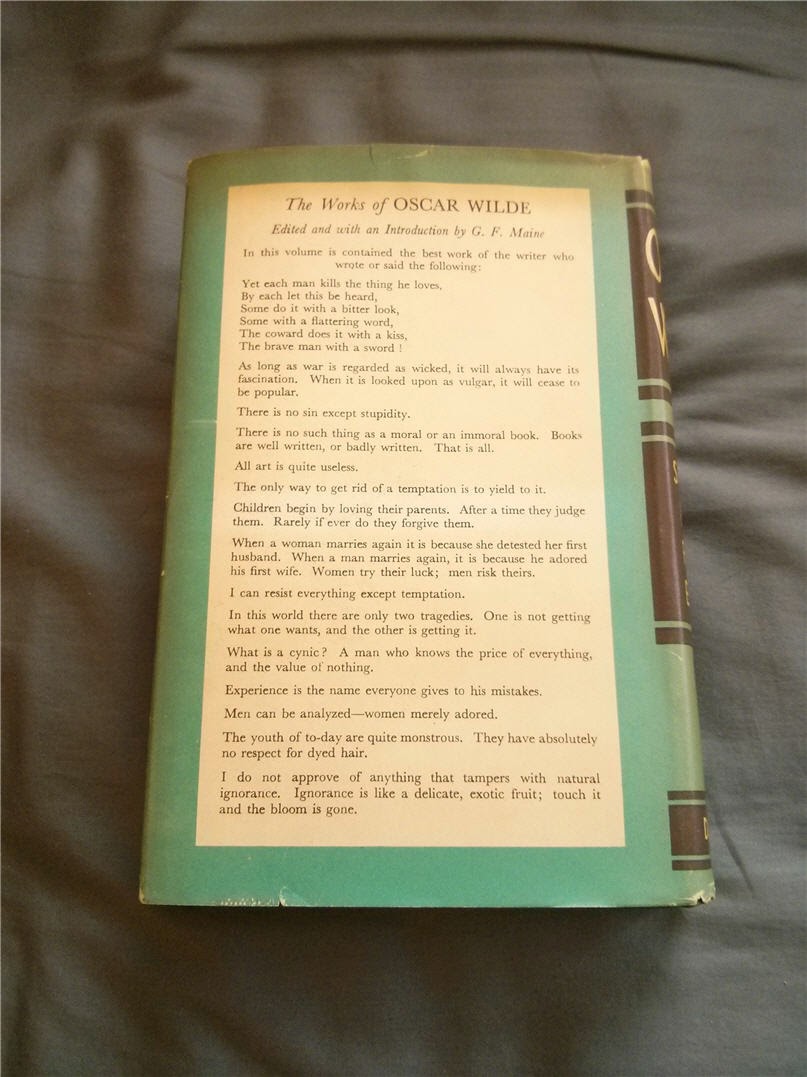 The Works of OSCAR WILDE
Edited and with an Introduction by G. F. Maine
In this volume is contained the best work of the writer who
wrote or said the following:
Yet each man kills the thing he loves,
By each let this be heard,
Some do it with a bitter look,
Some with a flattering word,
The coward does it with a kiss,
The brave man with a sword !
As long as war is regarded as wicked, it will always have its
fascination. When it is looked upon as vulgar, it will cease to
be popular.
There is no sin except stupidity.
There is no such thing as a moral or an immoral book. Books
are well written, or badly written. That is all.
All art is quite useless.
The only way to get rid of a temptation is to yield to it.
Children begin by loving their parents. After a time they judge
them. Rarely if ever do they forgive them.
When a woman marries again it is because she detested her first
husband. When a man marries again, it is because he adored
his first wife. Women try their luck; men risk theirs.
I can resist everything except temptation.
In this world there are only two tragedies. One is not getting
what one wants, and the other is getting it.
What is a cynic? A man who knows the price of everything,
and the value of nothing.
Experience is the name everyone gives to his mistakes.
Men can be analyzed—women merely adored.
The youth of to-day are quite monstrous. They have absolutely
no respect for dyed hair.
I do not approve of anything that tampers with natural
ignorance. Ignorance is like a delicate, exotic fruit; touch it
and the bloom is gone.